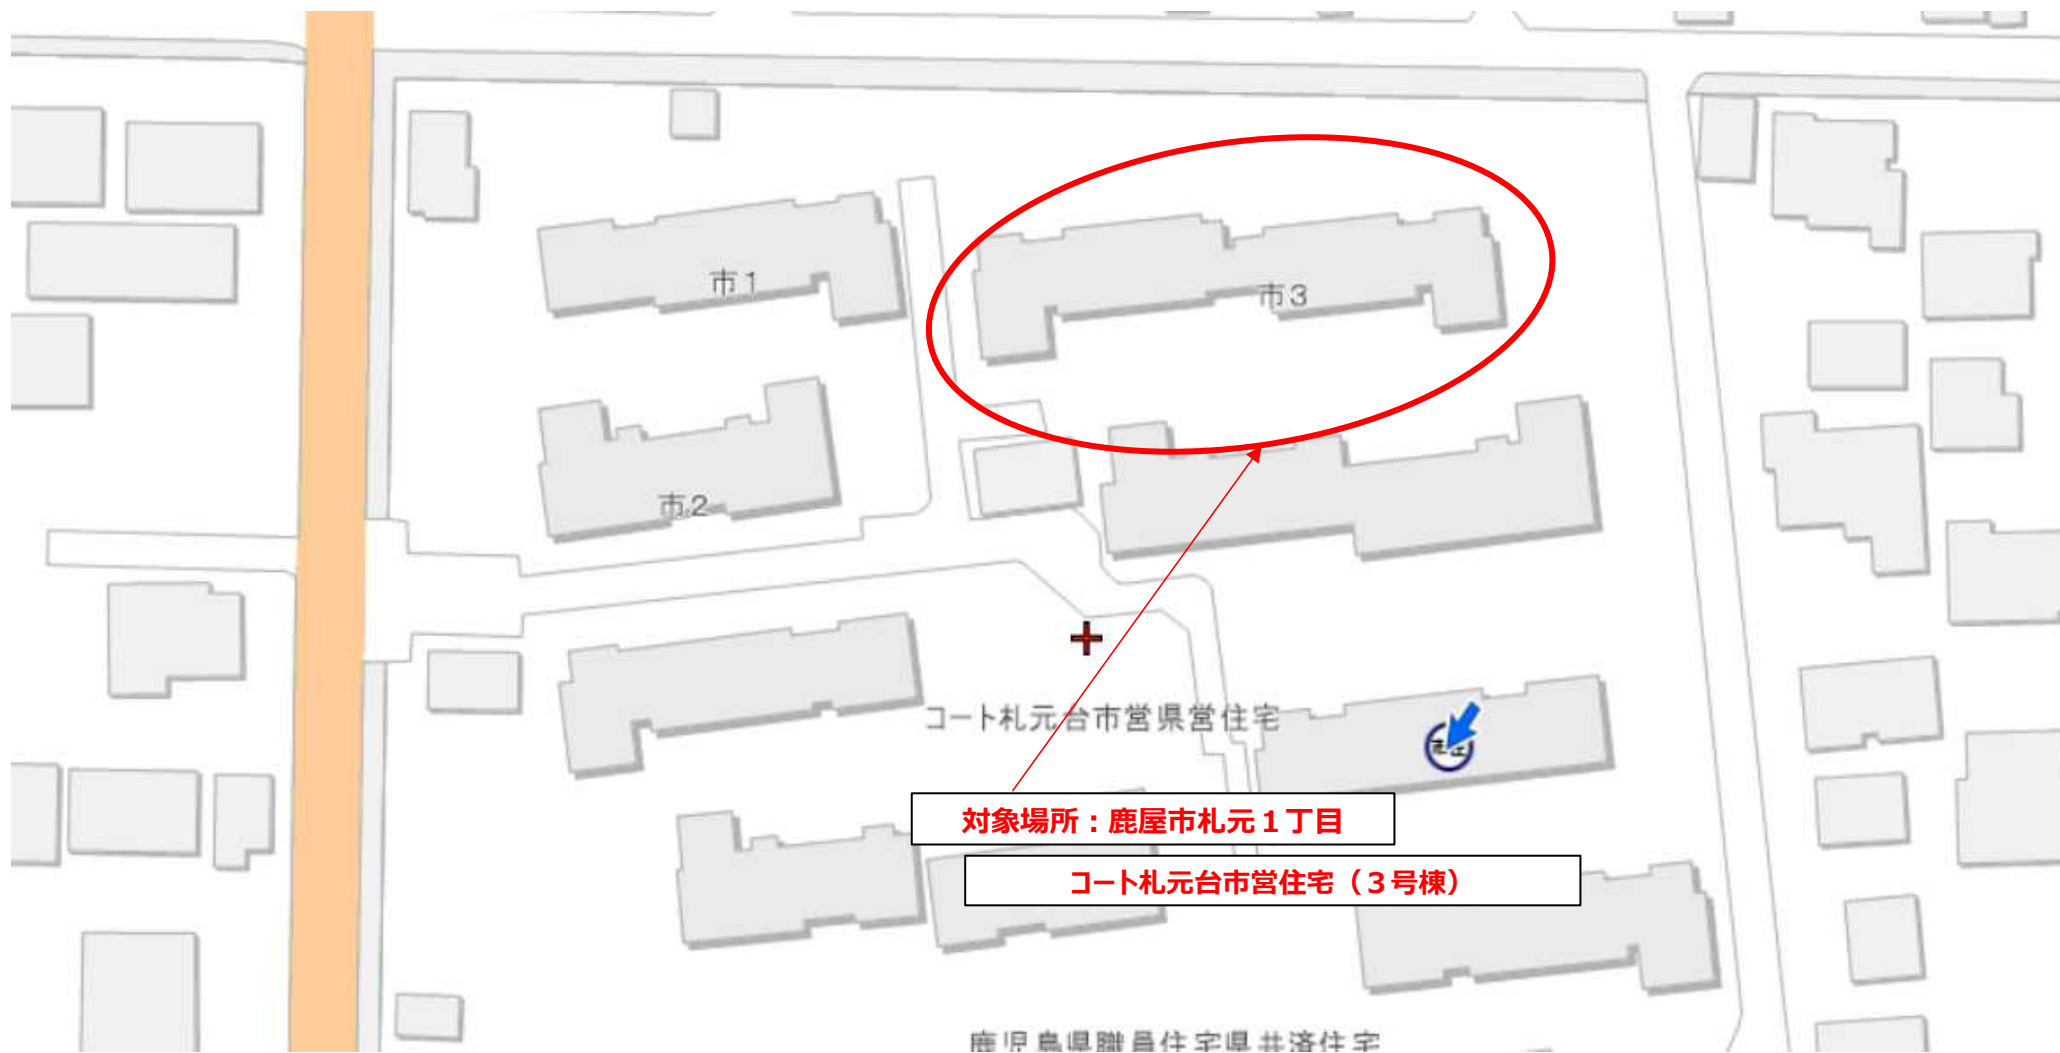 市1
市3
市2
コート札元台市営県営住宅
対象場所：鹿屋市札元１丁目
コート札元台市営住宅（３号棟）
鹿児島県職員住宅県共済住宅